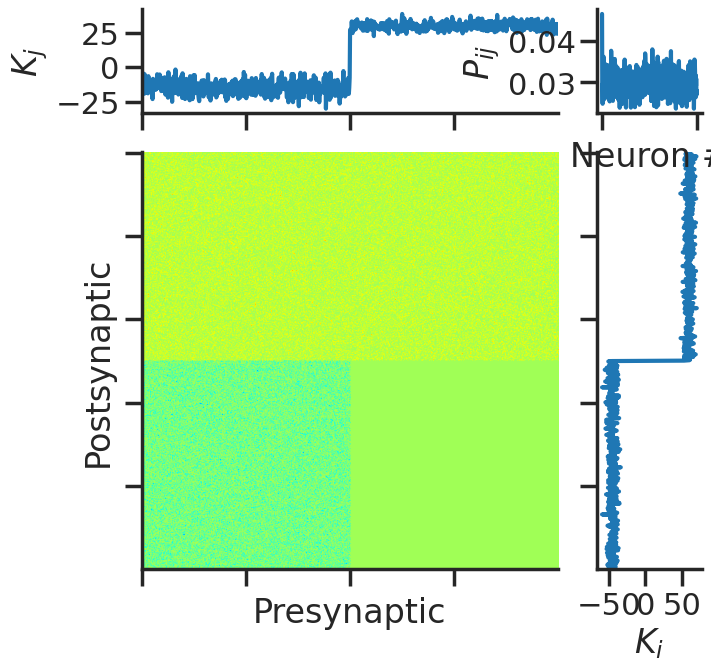 K_j
25
0
−25
P_ij
0.04
0.03
Neuron #
Postsynaptic
Presynaptic
−50 0 50
K_i